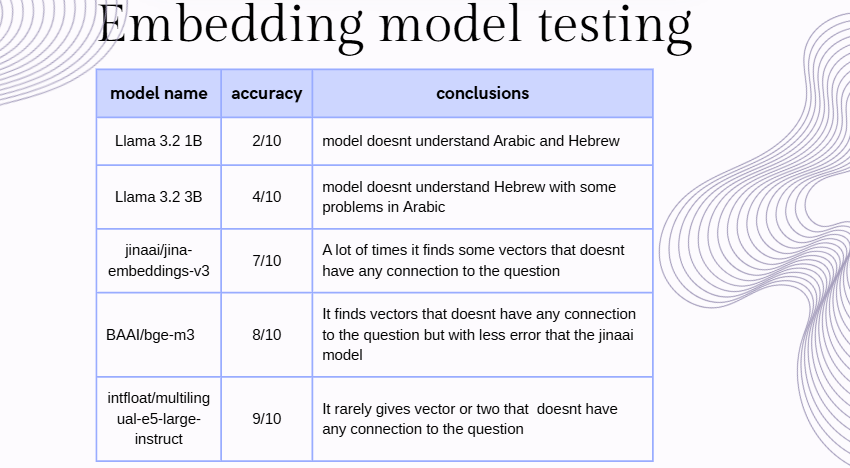 Embedding model testing
model name accuracy conclusions
Llama 3.2 1B 2/10 model doesnt understand Arabic and Hebrew
Llama 3.2 3B 4/10 model doesnt understand Hebrew with some
problems in Arabic
jinaai/jina-
embeddings-v3
7/10
A lot of times it finds some vectors that doesnt
have any connection to the question
BAAI/bge-m3
8/10
It finds vectors that doesnt have any connection
to the question but with less error that the jinaai
model
intfloat/multiling
ual-e5-large-
instruct
9/10
It rarely gives vector or two that  doesnt have
any connection to the question